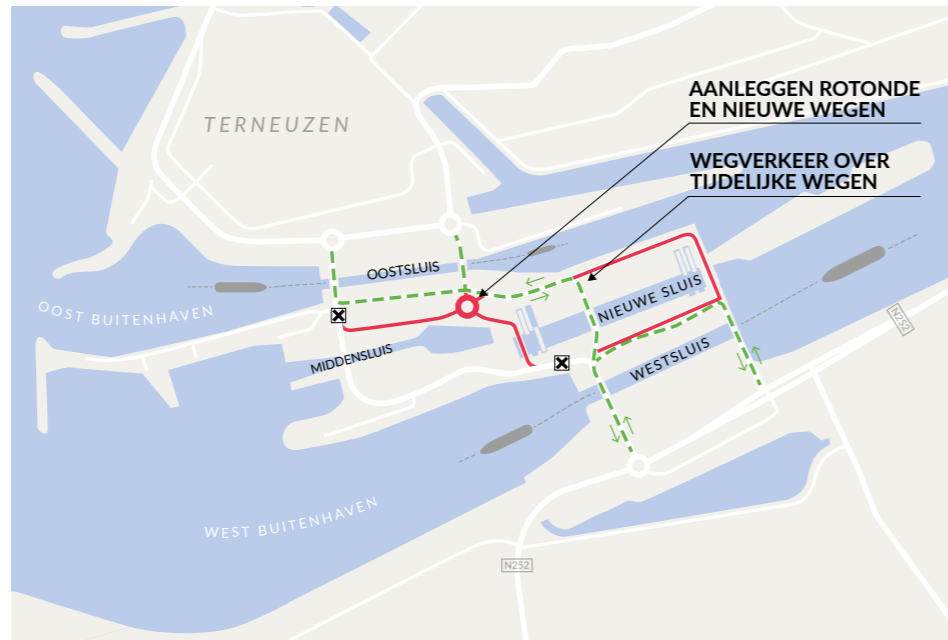 AANLEGGEN ROTONDE
EN NIEUWE WEGEN
TERNEUZEN
WEGVERKEER OVER
TIJDELIJKE WEGEN
OOSTSLUIS
OOST BUITENHAVEN
NIEUWE SLUIS
N252
MIDDENSLUIS
WESTSLUIS
WEST BUITENHAVEN
N252